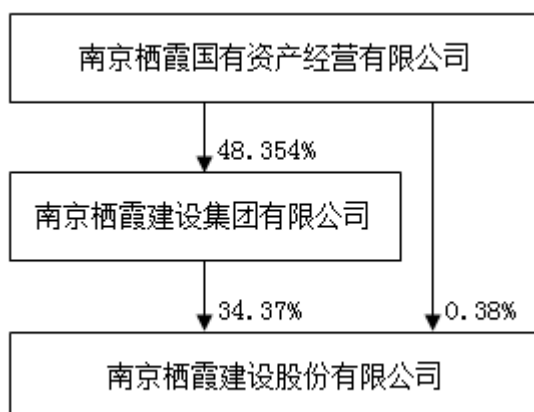 南京栖霞国有资产经营有限公司
48.354%
南京栖霞建设集团有限公司
34.37%
0.38%
南京栖霞建设股份有限公司